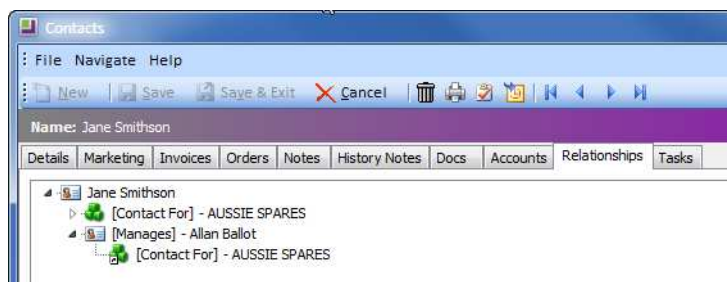 Contacts
File Navigate Help
New Save Save & Exit Cancel
Name: Jane Smithson
Details Marketing Invoices Orders Notes History Notes Docs Accounts Relationships Tasks
Jane Smithson
[Contact For] - AUSSIE SPARES
[Manages] - Allan Ballot
[Contact For] - AUSSIE SPARES